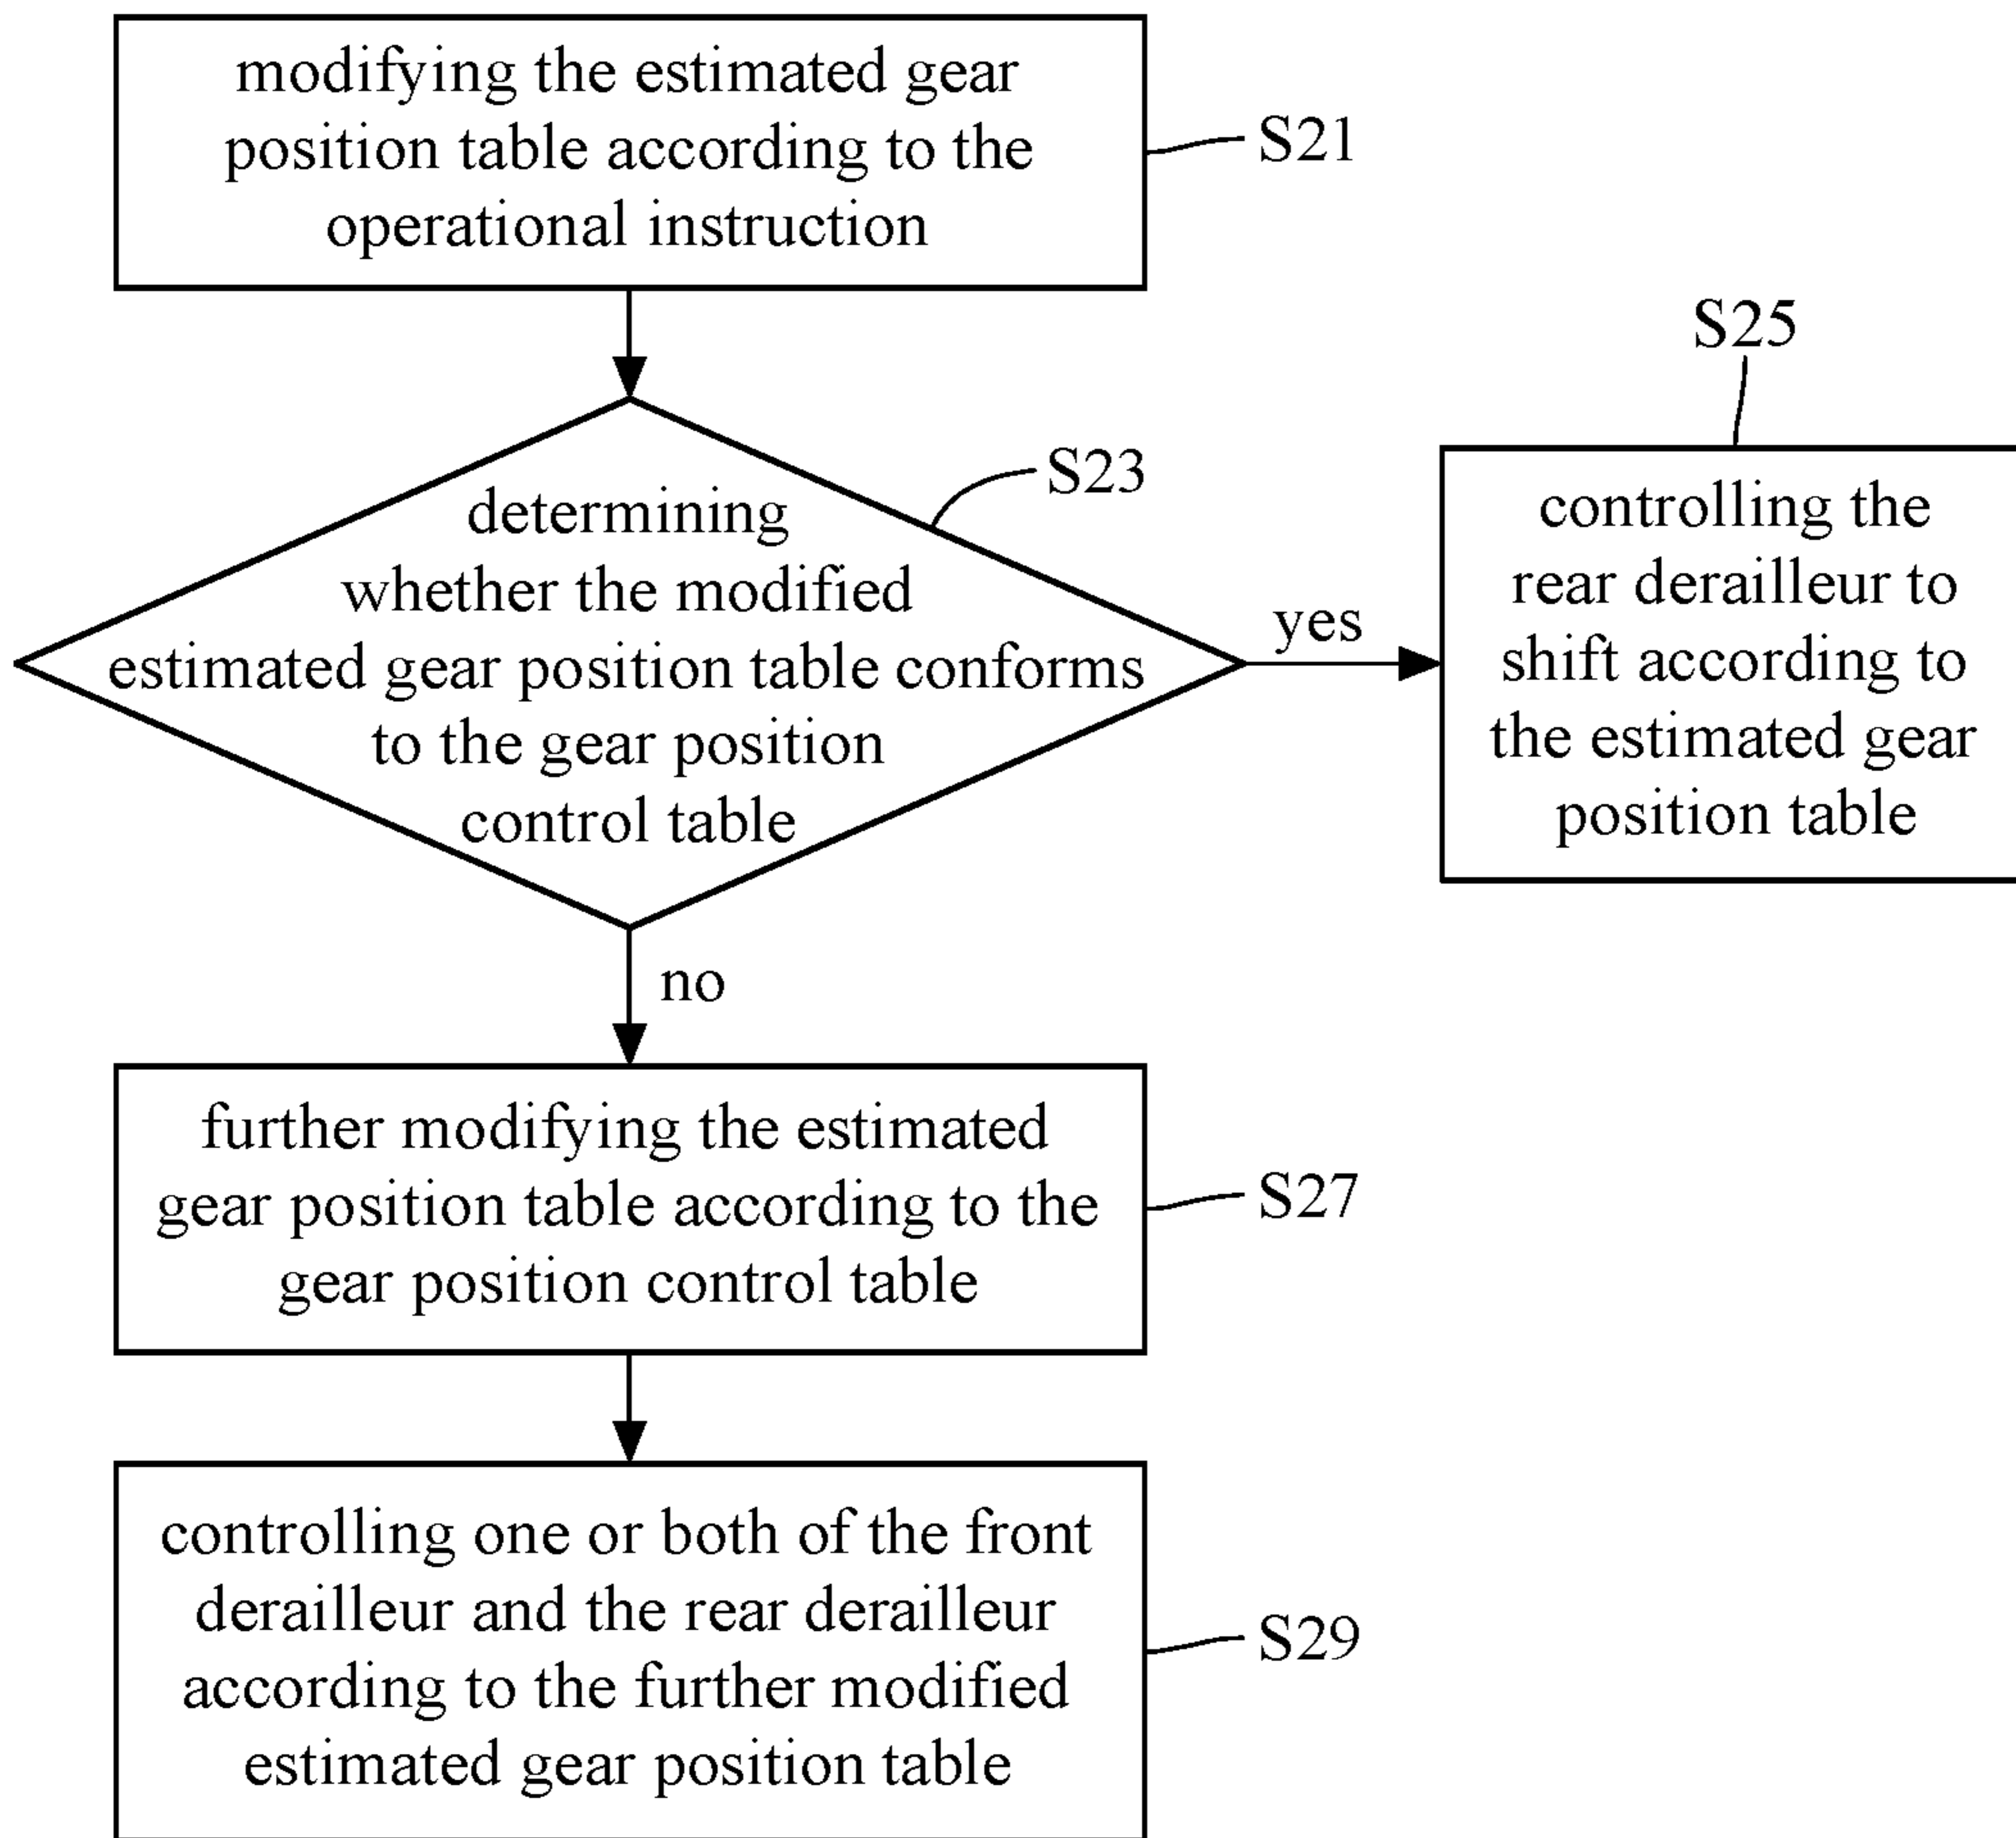 modifying the estimated gear
position table according to the
operational instruction
S21
S23
determining
whether the modified
estimated gear position table conforms
to the gear position
control table
yes
S25
controlling the
rear derailleur to
shift according to
the estimated gear
position table
no
further modifying the estimated
gear position table according to the
gear position control table
S27
controlling one or both of the front
derailleur and the rear derailleur
according to the further modified
estimated gear position table
S29